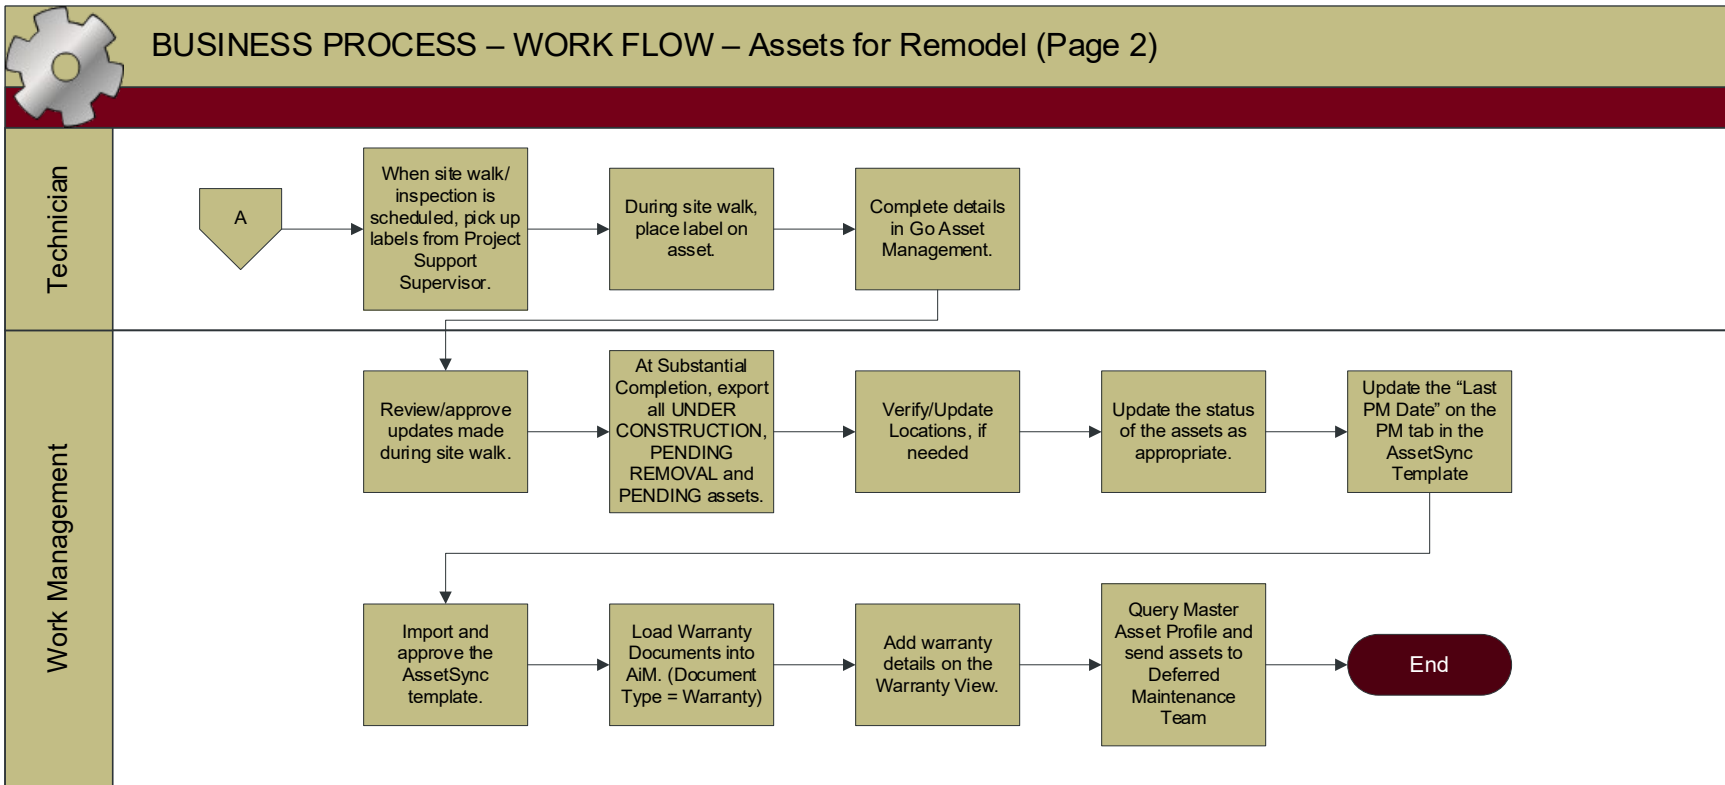 BUSINESS PROCESS – WORK FLOW – Assets for Remodel (Page 2)
Technician
A
When site walk/
inspection is
scheduled, pick up
labels from Project
Support
Supervisor.
During site walk,
place label on
asset.
Complete details
in Go Asset
Management.
Work Management
Review/approve
updates made
during site walk.
At Substantial
Completion, export
all UNDER
CONSTRUCTION,
PENDING
REMOVAL and
PENDING assets.
Verify/Update
Locations, if
needed
Update the status
of the assets as
appropriate.
Update the “Last
PM Date” on the
PM tab in the
AssetSync
Template
Import and
approve the
AssetSync
template.
Load Warranty
Documents into
AiM. (Document
Type = Warranty)
Add warranty
details on the
Warranty View.
Query Master
Asset Profile and
send assets to
Deferred
Maintenance
Team
End